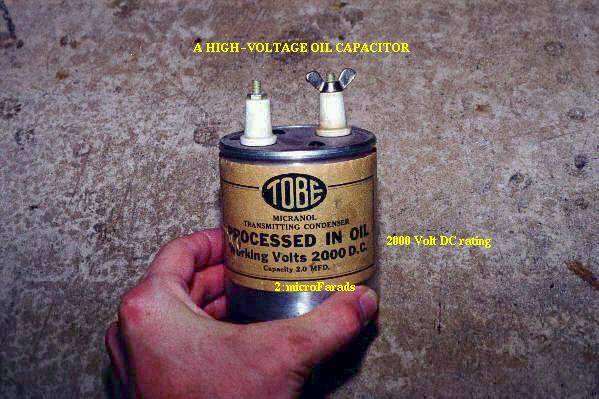 A HIGH-VOLTAGE OIL CAPACITOR
TOBE
MICRANOL
TRANSMITTING CONDENSER
PROCESSED IN OIL
Working Volts 2000 D.C.
Capacity 2.0 MFD.
2000 Volt DC rating
2:microFarads